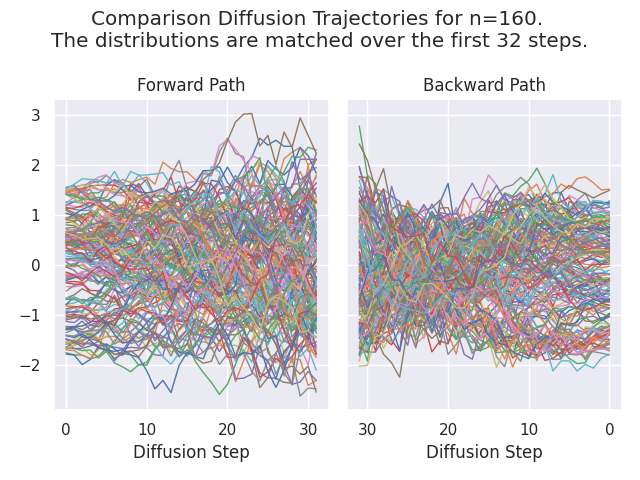 Comparison Diffusion Trajectories for n=160.
The distributions are matched over the first 32 steps.
Forward Path
Backward Path
3
2
1
0
−1
−2
0 10 20 30
30 20 10 0
Diffusion Step
Diffusion Step